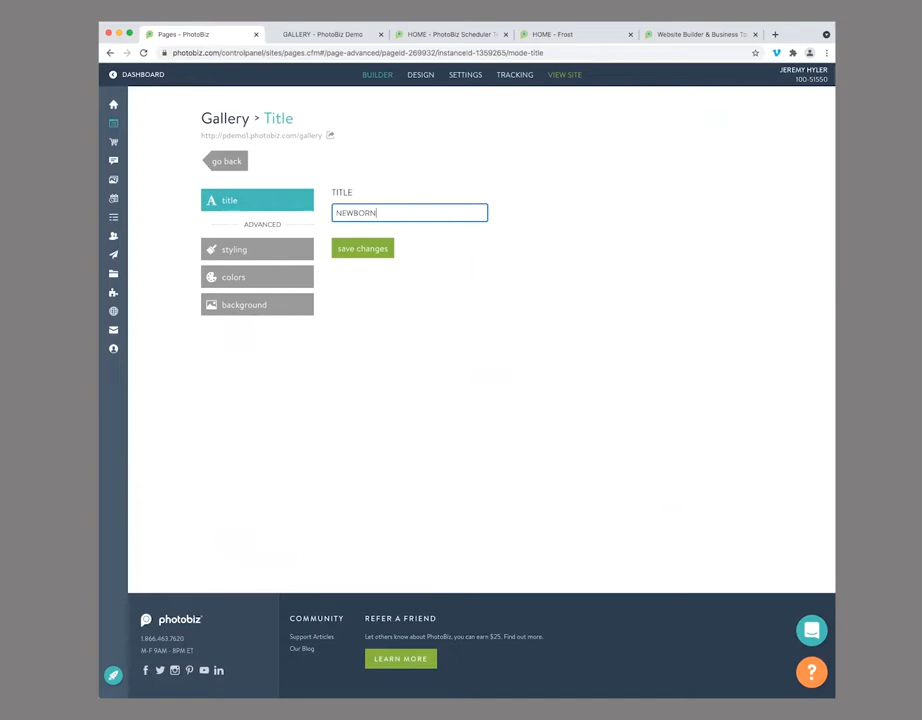 Pages - PhotoBiz
GALLERY - PhotoBiz Demo
HOME - PhotoBiz Scheduler
HOME - Frost
Website Builder & Business To
photobiz.com/controlpanel/sites/pages.cfm#/page-advanced/pageid-269932/instanceid-1359265/mode-title
DASHBOARD
BUILDER
DESIGN
SETTINGS
TRACKING
VIEW SITE
JEREMY HYLER
100-51550
Gallery > Title
http://pdemo1.photobiz.com/gallery
go back
title
TITLE
NEWBORN
ADVANCED
styling
save changes
colors
background
photobiz
1.866.463.7620
M-F 9AM - 8PM ET
COMMUNITY
Support Articles
Our Blog
REFER A FRIEND
Let others know about PhotoBiz, you can earn $25. Find out more.
LEARN MORE
?